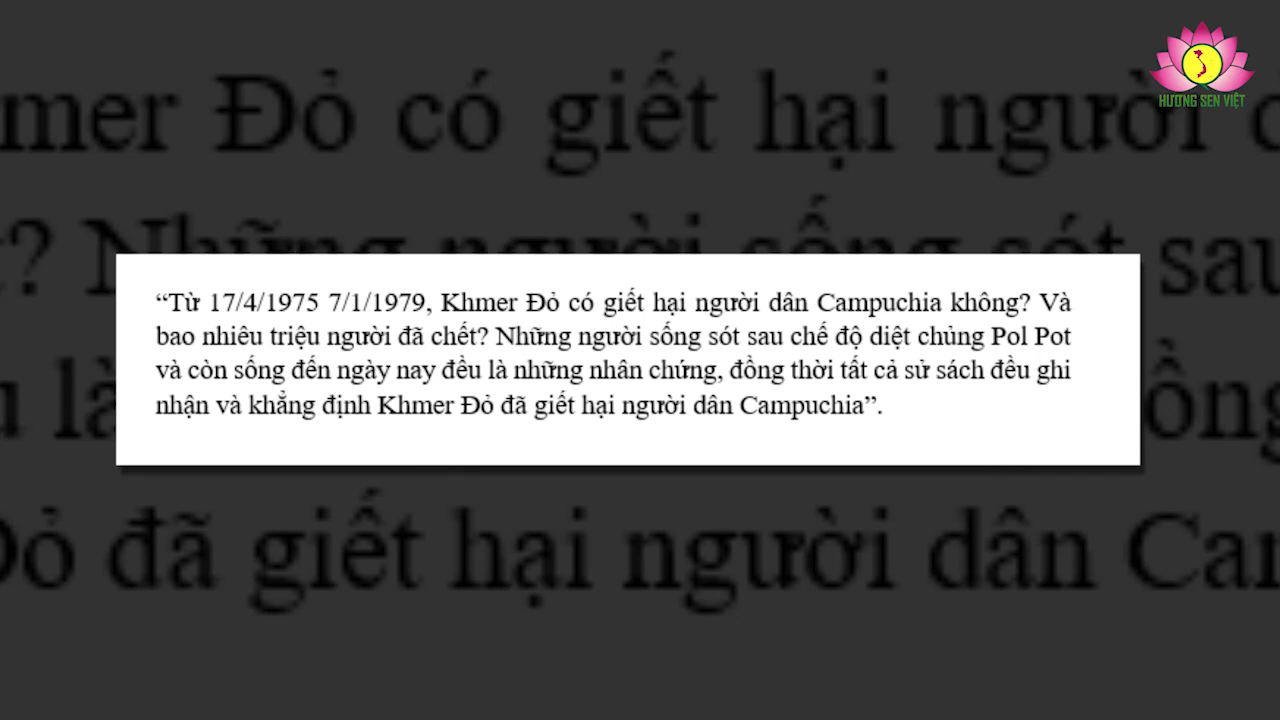 HƯƠNG SEN VIỆT
“Từ 17/4/1975 7/1/1979, Khmer Đỏ có giết hại người dân Campuchia không? Và
bao nhiêu triệu người đã chết? Những người sống sót sau chế độ diệt chủng Pol Pot
và còn sống đến ngày nay đều là những nhân chứng, đồng thời tất cả sử sách đều ghi
nhận và khẳng định Khmer Đỏ đã giết hại người dân Campuchia”.